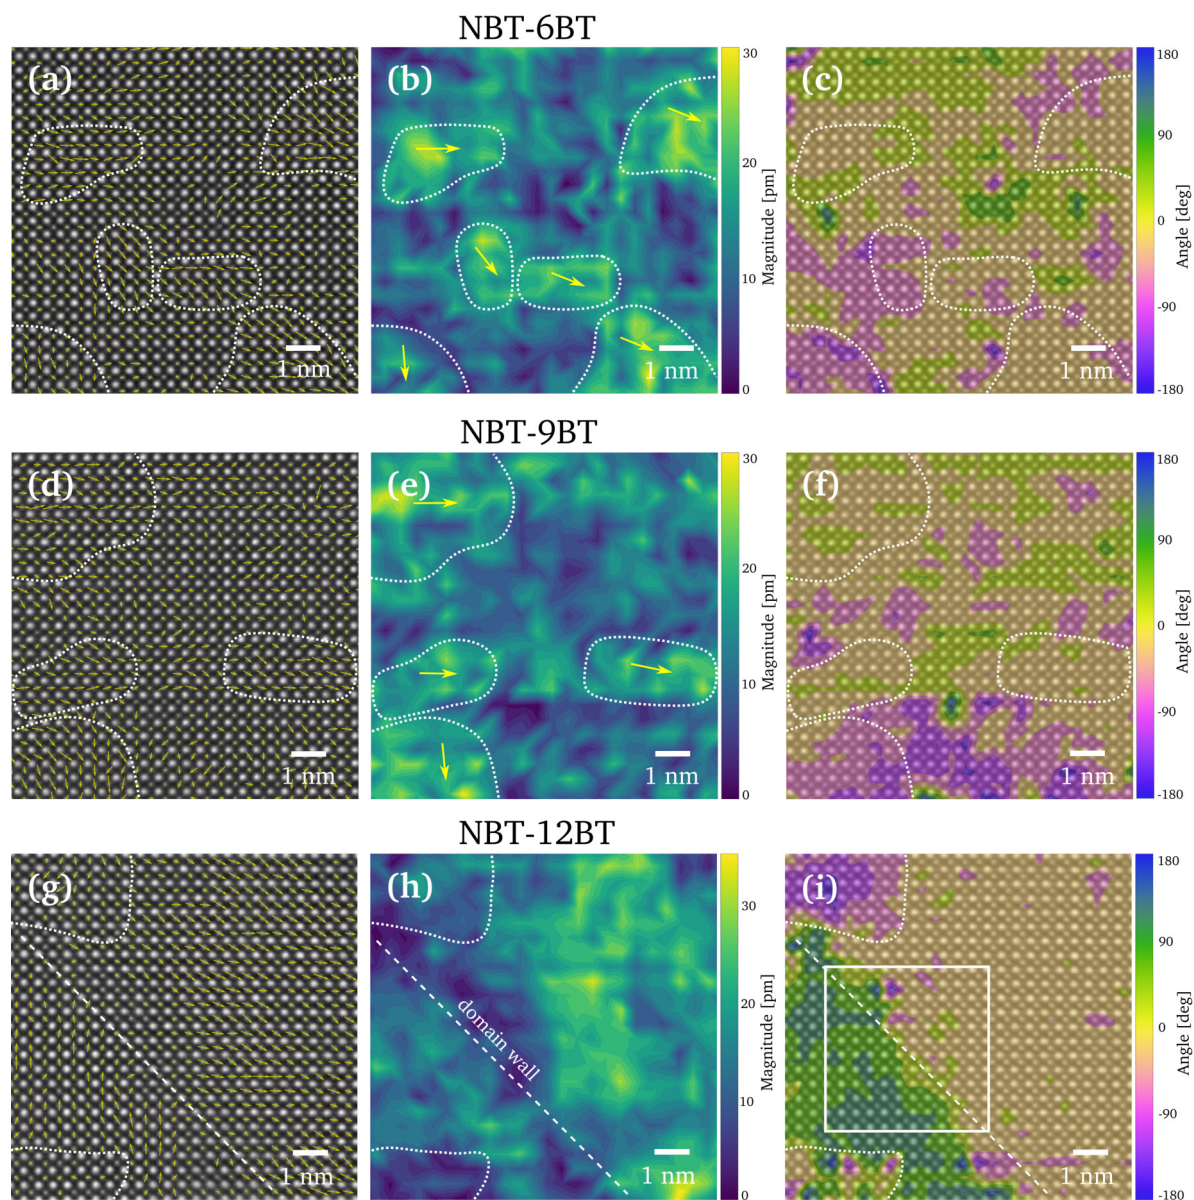 NBT-6BT
(a)
1 nm
(b)
1 nm
30
20
10
0
Magnitude [pm]
(c)
1 nm
180
90
0
-90
-180
Angle [deg]
NBT-9BT
(d)
1 nm
(e)
1 nm
30
20
10
0
Magnitude [pm]
(f)
1 nm
180
90
0
-90
-180
Angle [deg]
NBT-12BT
(g)
1 nm
(h)
domain wall
1 nm
30
20
10
0
Magnitude [pm]
(i)
1 nm
180
90
0
-90
-180
Angle [deg]